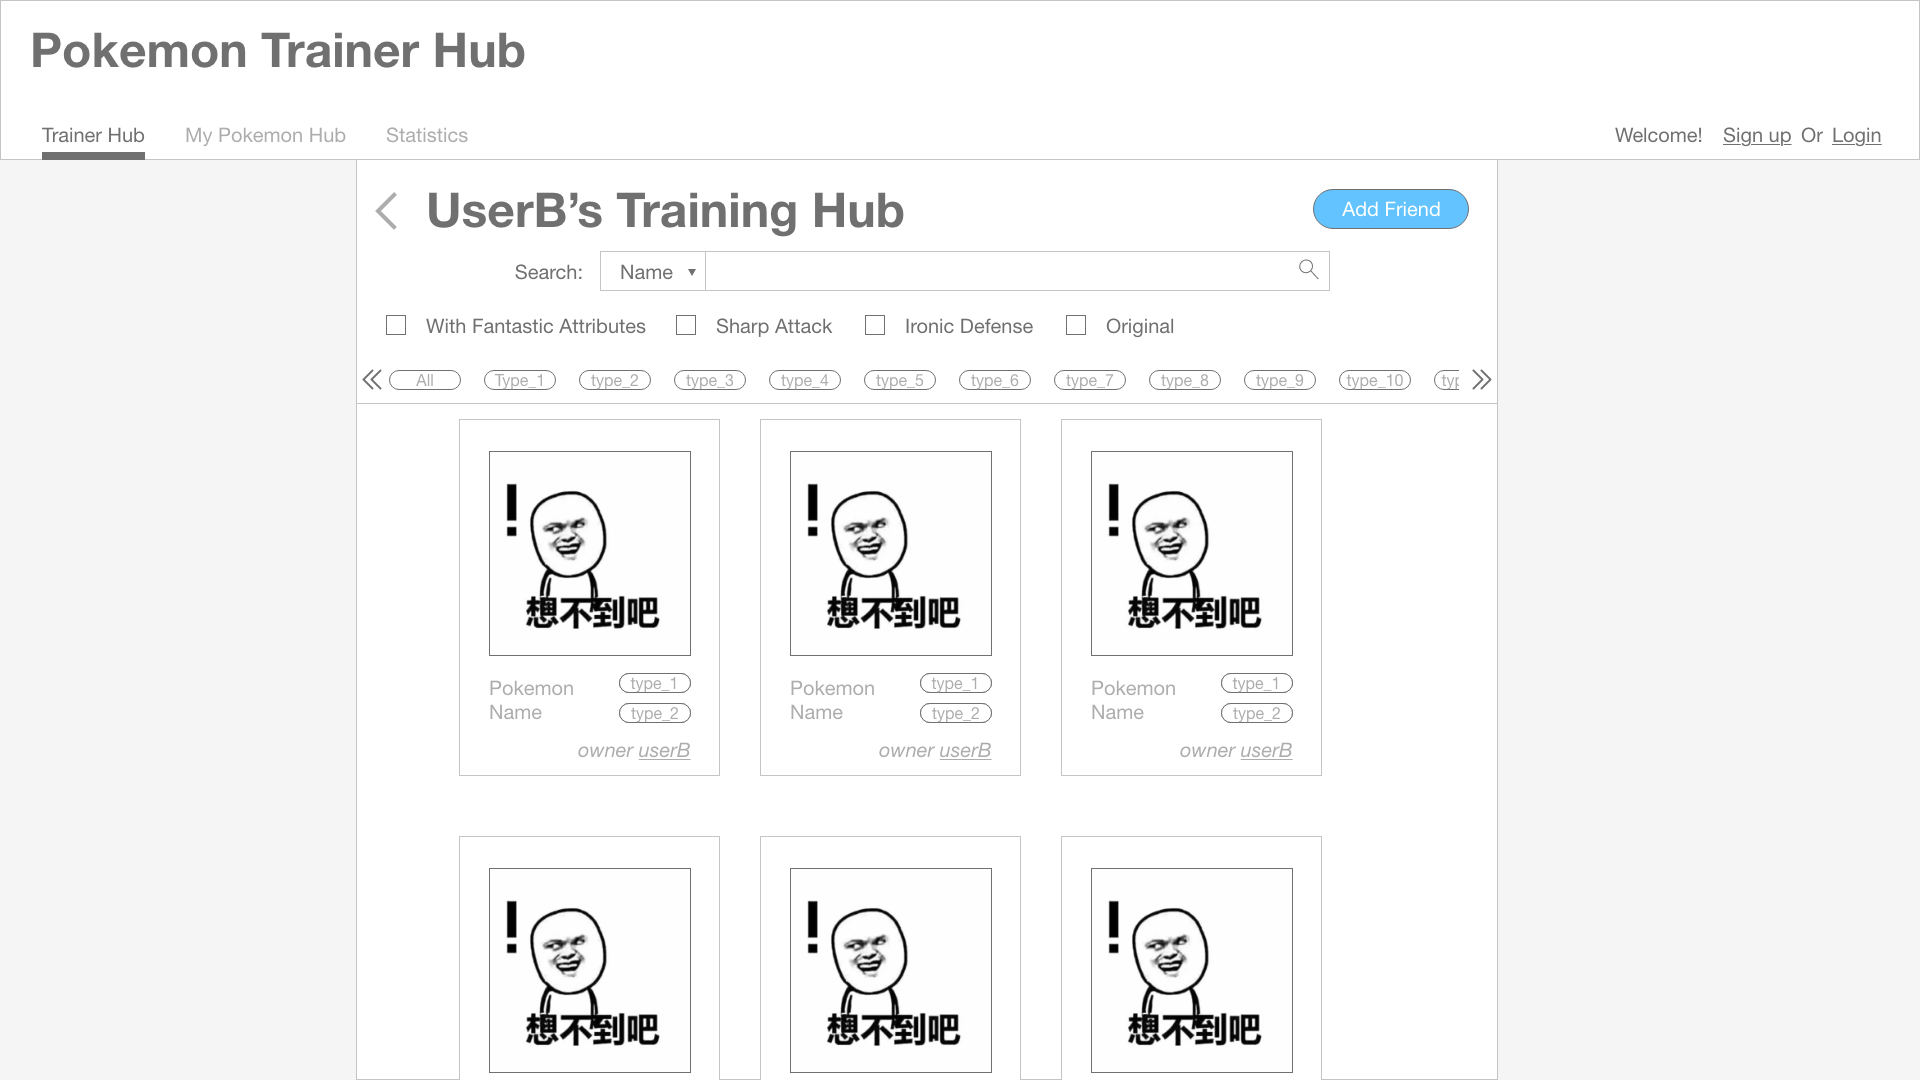 Pokemon Trainer Hub
Trainer Hub My Pokemon Hub Statistics Welcome! Sign up Or Login
UserB’s Training Hub Add Friend
Search: Name
With Fantastic Attributes Sharp Attack Ironic Defense Original
All Type_1 type_2 type_3 type_4 type_5 type_6 type_7 type_8 type_9 type_10
! ! !
想不到吧 想不到吧 想不到吧
Pokemon Name type_1 type_2 Pokemon Name type_1 type_2 Pokemon Name type_1 type_2
owner userB owner userB owner userB
! ! !
想不到吧 想不到吧 想不到吧